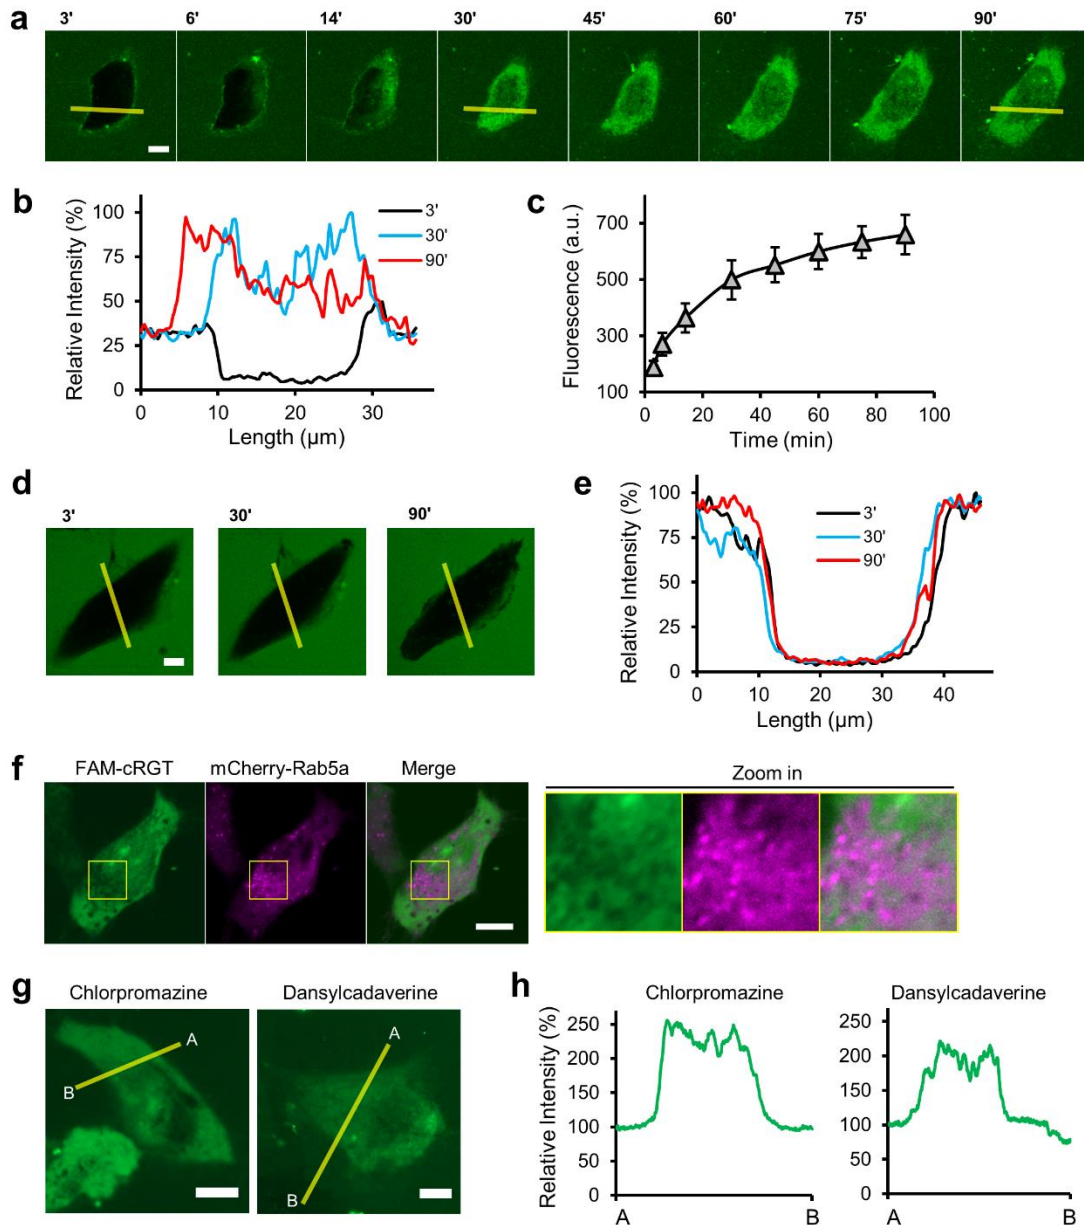 a
3' 6' 14' 30' 45' 60' 75' 90'
b
Relative Intensity (%)
100
75
50
25
0
0 10 20 30
Length (µm)
3'
30'
90'
c
Fluorescence (a.u.)
700
500
300
100
0 20 40 60 80 100
Time (min)
d
3' 30' 90'
e
Relative Intensity (%)
100
75
50
25
0
0 10 20 30 40
Length (µm)
3'
30'
90'
f
FAM-cRGT mCherry-Rab5a Merge Zoom in
g
Chlorpromazine Dansylcadaverine
A
B
A
B
h
Relative Intensity (%)
Chlorpromazine
250
200
150
100
50
0
A B
Dansylcadaverine
250
200
150
100
50
0
A B